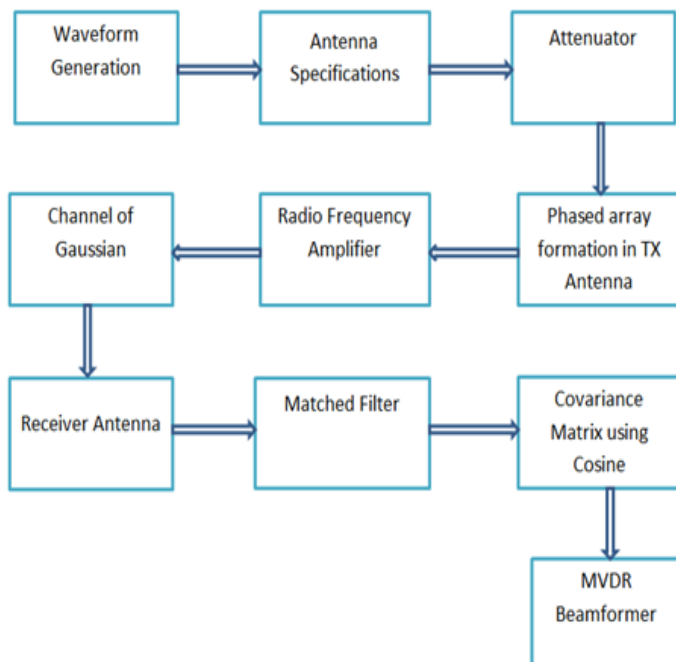 Waveform
Generation
Antenna
Specifications
Attenuator
Channel of
Gaussian
Radio Frequency
Amplifier
Phased array
formation in TX
Antenna
Receiver Antenna
Matched Filter
Covariance
Matrix using
Cosine
MVDR
Beamformer